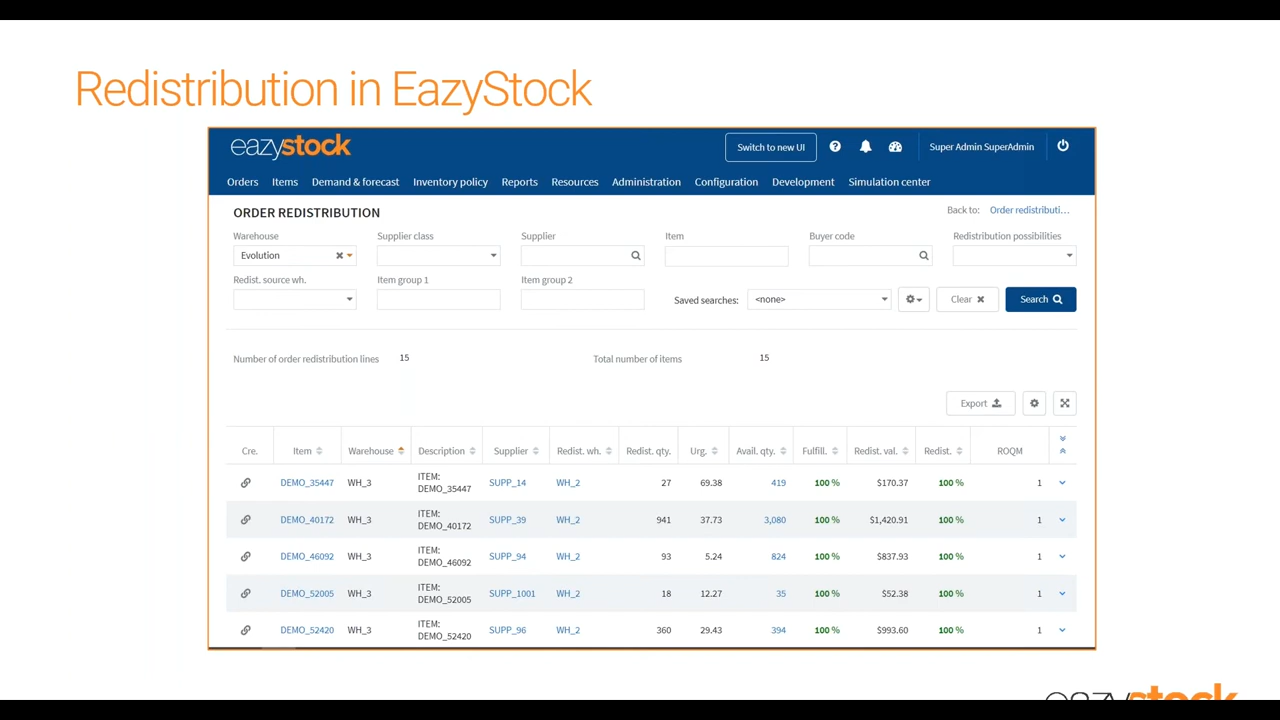 Redistribution in EazyStock
eazystock
Switch to new UI
Super Admin SuperAdmin
Orders Items Demand & forecast Inventory policy Reports Resources Administration Configuration Development Simulation center
ORDER REDISTRIBUTION
Back to: Order redistributi...
Warehouse Supplier class Supplier Item Buyer code Redistribution possibilities
Evolution
Redist. source wh. Item group 1 Item group 2
Saved searches: <none> Clear Search
Number of order redistribution lines 15 Total number of items 15
Export
Cre. Item Warehouse Description Supplier Redist. wh. Redist. qty. Urg. Avail. qty. Fulfill. Redist. val. Redist. ROQM
DEMO_35447 WH_3 ITEM: DEMO_35447 SUPP_14 WH_2 27 69.38 419 100 % $170.37 100 % 1
DEMO_40172 WH_3 ITEM: DEMO_40172 SUPP_39 WH_2 941 37.73 3,080 100 % $1,420.91 100 % 1
DEMO_46092 WH_3 ITEM: DEMO_46092 SUPP_94 WH_2 93 5.24 824 100 % $837.93 100 % 1
DEMO_52005 WH_3 ITEM: DEMO_52005 SUPP_1001 WH_2 18 12.27 35 100 % $52.38 100 % 1
DEMO_52420 WH_3 ITEM: DEMO_52420 SUPP_96 WH_2 360 29.43 394 100 % $993.60 100 % 1
eazystock